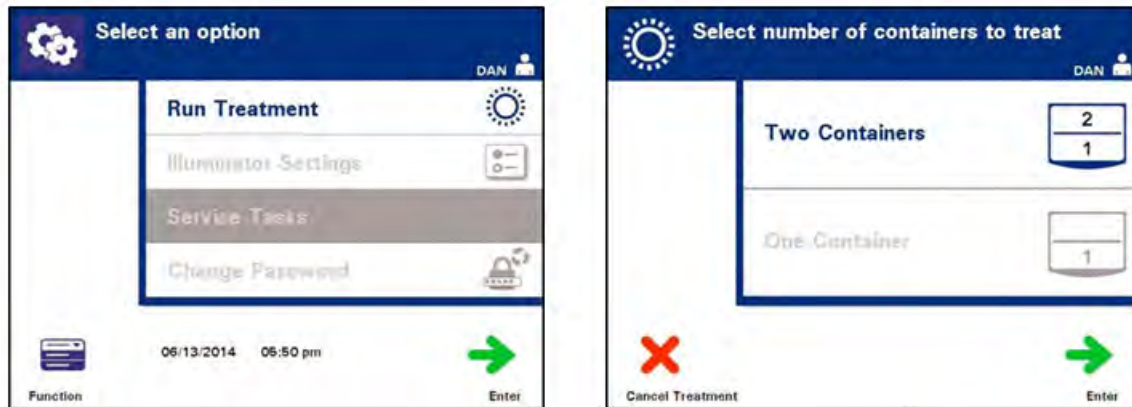 Select an option
DAN
Run Treatment
Illuminator Settings
Service Tasks
Change Password
06/13/2014 05:50 pm
Function
Enter
Select number of containers to treat
DAN
Two Containers
2
1
One Container
1
Cancel Treatment
Enter